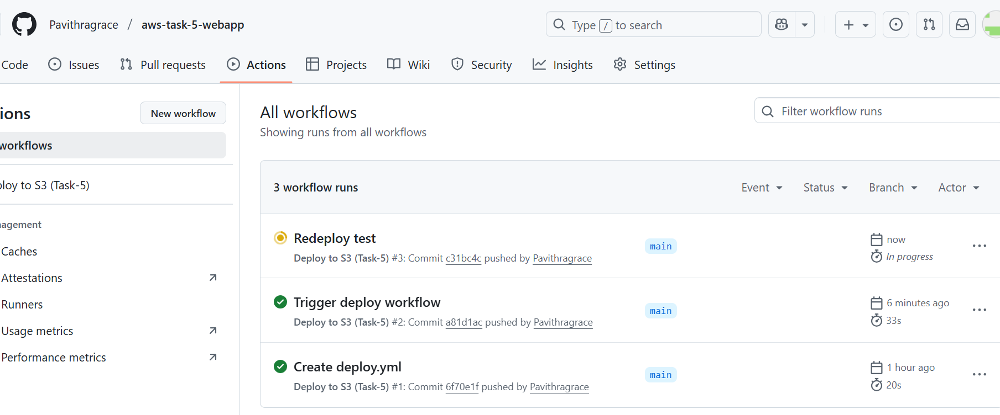 Pavithragrace / aws-task-5-webapp
Type / to search
Code Issues Pull requests Actions Projects Wiki Security Insights Settings
ions
New workflow
workflows
loy to S3 (Task-5)
agement
Caches
Attestations
Runners
Usage metrics
Performance metrics
All workflows
Showing runs from all workflows
Filter workflow runs
3 workflow runs
Event Status Branch Actor
Redeploy test
Deploy to S3 (Task-5) #3: Commit c31bc4c pushed by Pavithragrace
main
now
In progress
Trigger deploy workflow
Deploy to S3 (Task-5) #2: Commit a81d1ac pushed by Pavithragrace
main
6 minutes ago
33s
Create deploy.yml
Deploy to S3 (Task-5) #1: Commit 6f70e1f pushed by Pavithragrace
main
1 hour ago
20s